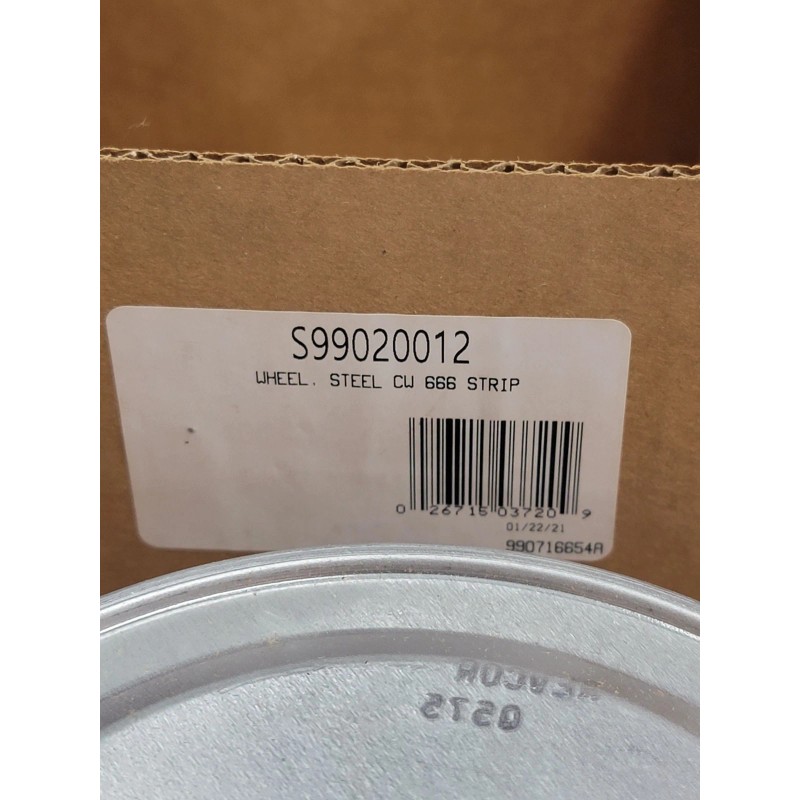 S99020012
WHEEL. STEEL CW 666 STRIP
0 26715 03720 9
01/22/21
990716654A